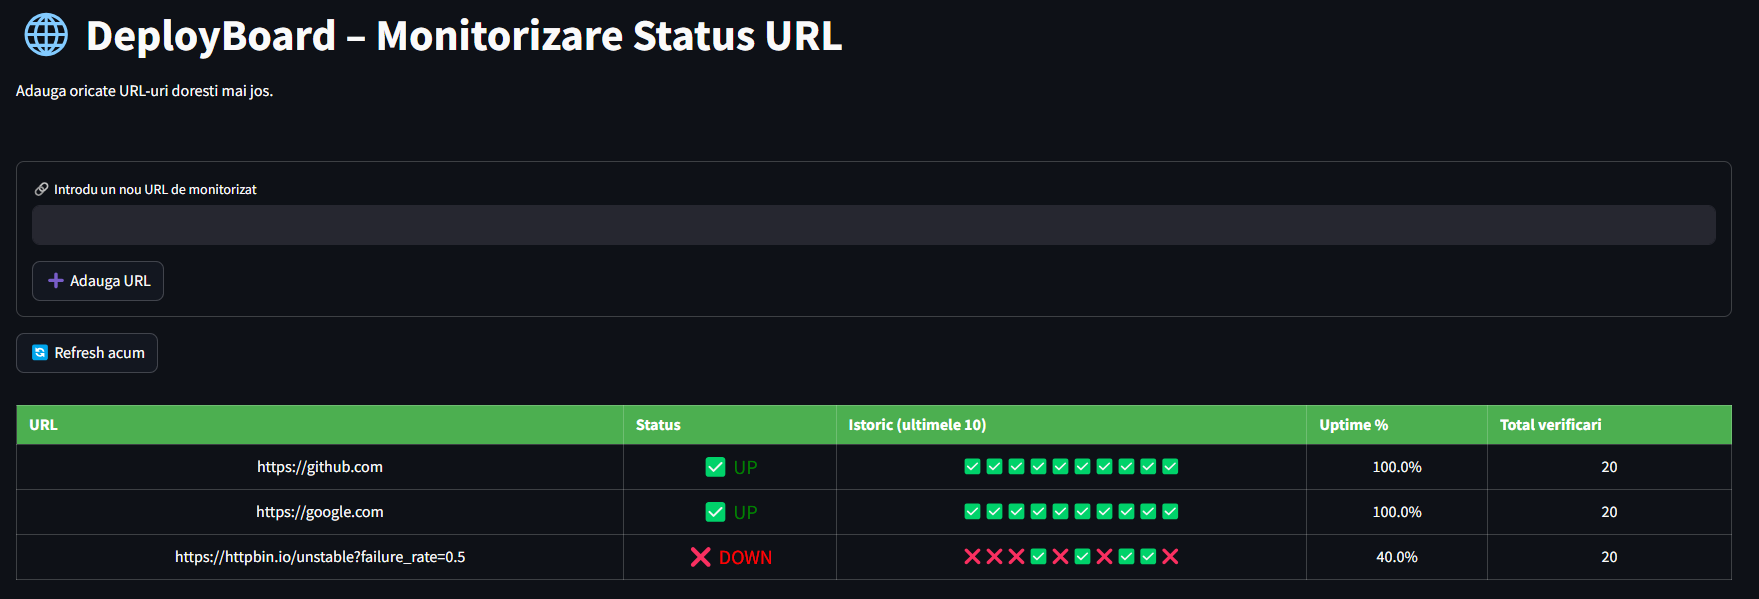 🌐 DeployBoard – Monitorizare Status URL
Adauga oricate URL-uri doresti mai jos.
🔗 Introdu un nou URL de monitorizat
➕ Adauga URL
🔄 Refresh acum
URL Status Istoric (ultimele 10) Uptime % Total verificari
https://github.com ✅ UP ✅✅✅✅✅✅✅✅✅✅ 100.0% 20
https://google.com ✅ UP ✅✅✅✅✅✅✅✅✅✅ 100.0% 20
https://httpbin.io/unstable?failure_rate=0.5 ❌ DOWN ❌❌❌✅❌✅❌✅✅❌ 40.0% 20